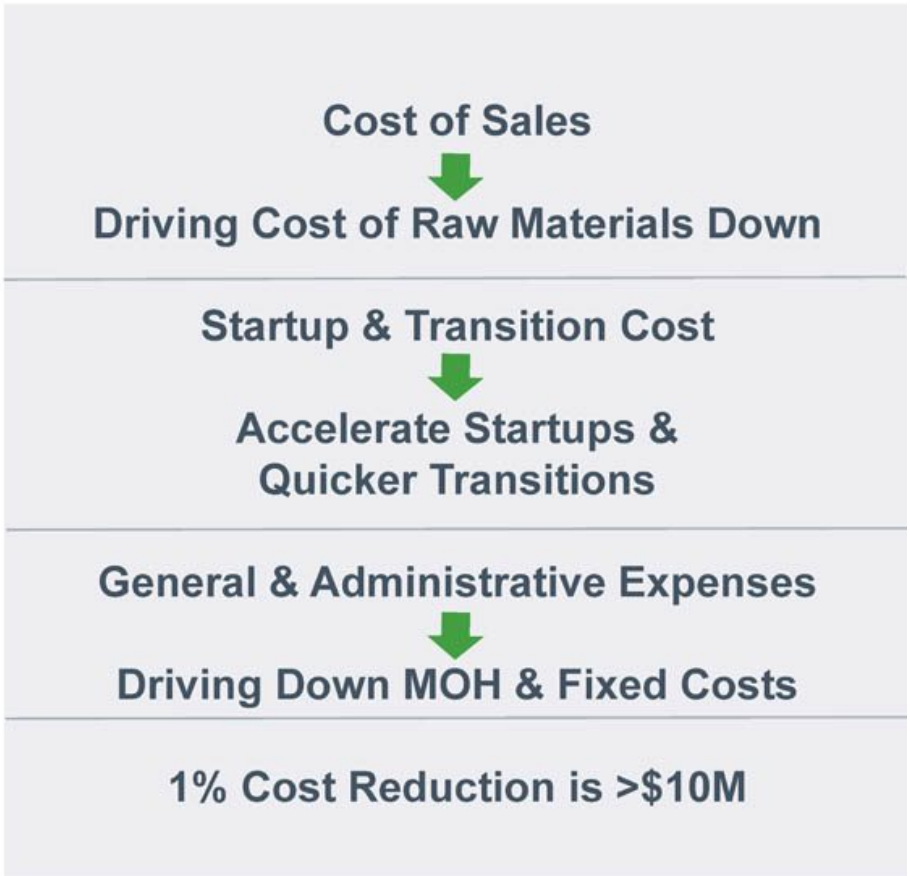 Cost of Sales
Driving Cost of Raw Materials Down
Startup & Transition Cost
Accelerate Startups &
Quicker Transitions
General & Administrative Expenses
Driving Down MOH & Fixed Costs
1% Cost Reduction is >$10M